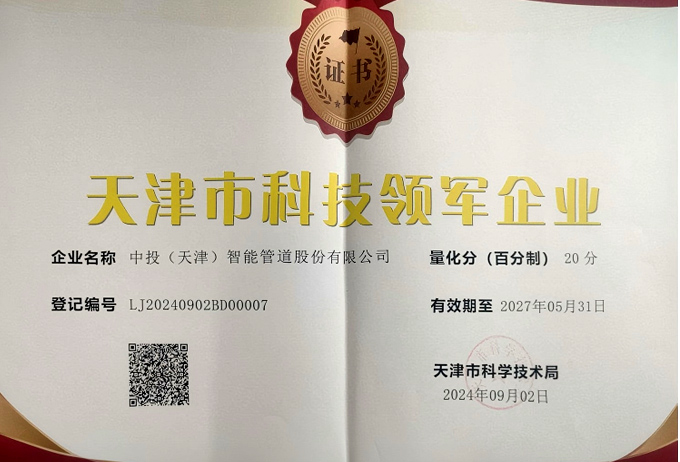 证书
天津市科技领军企业
企业名称 中投（天津）智能管道股份有限公司 量化分（百分制） 20分
登记编号 LJ20240902BD00007 有效期至 2027年05月31日
天津市科学技术局
2024年09月02日